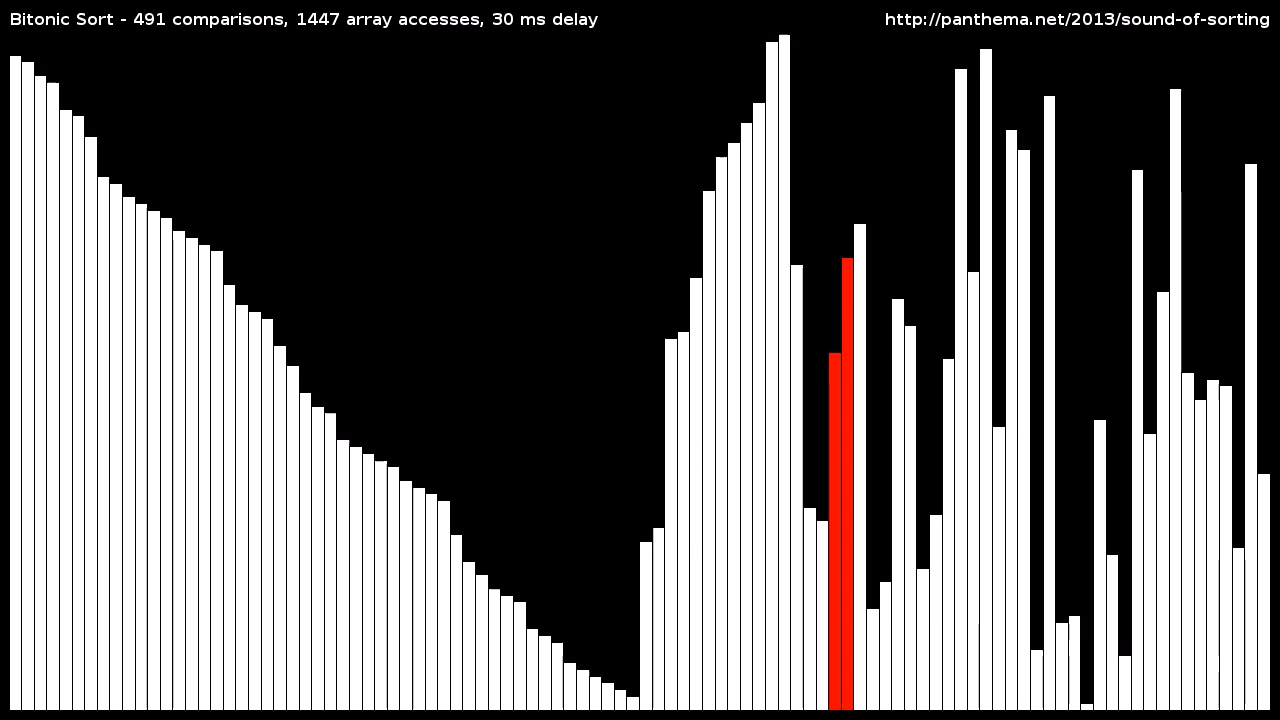 Bitonic Sort - 491 comparisons, 1447 array accesses, 30 ms delay
http://panthema.net/2013/sound-of-sorting